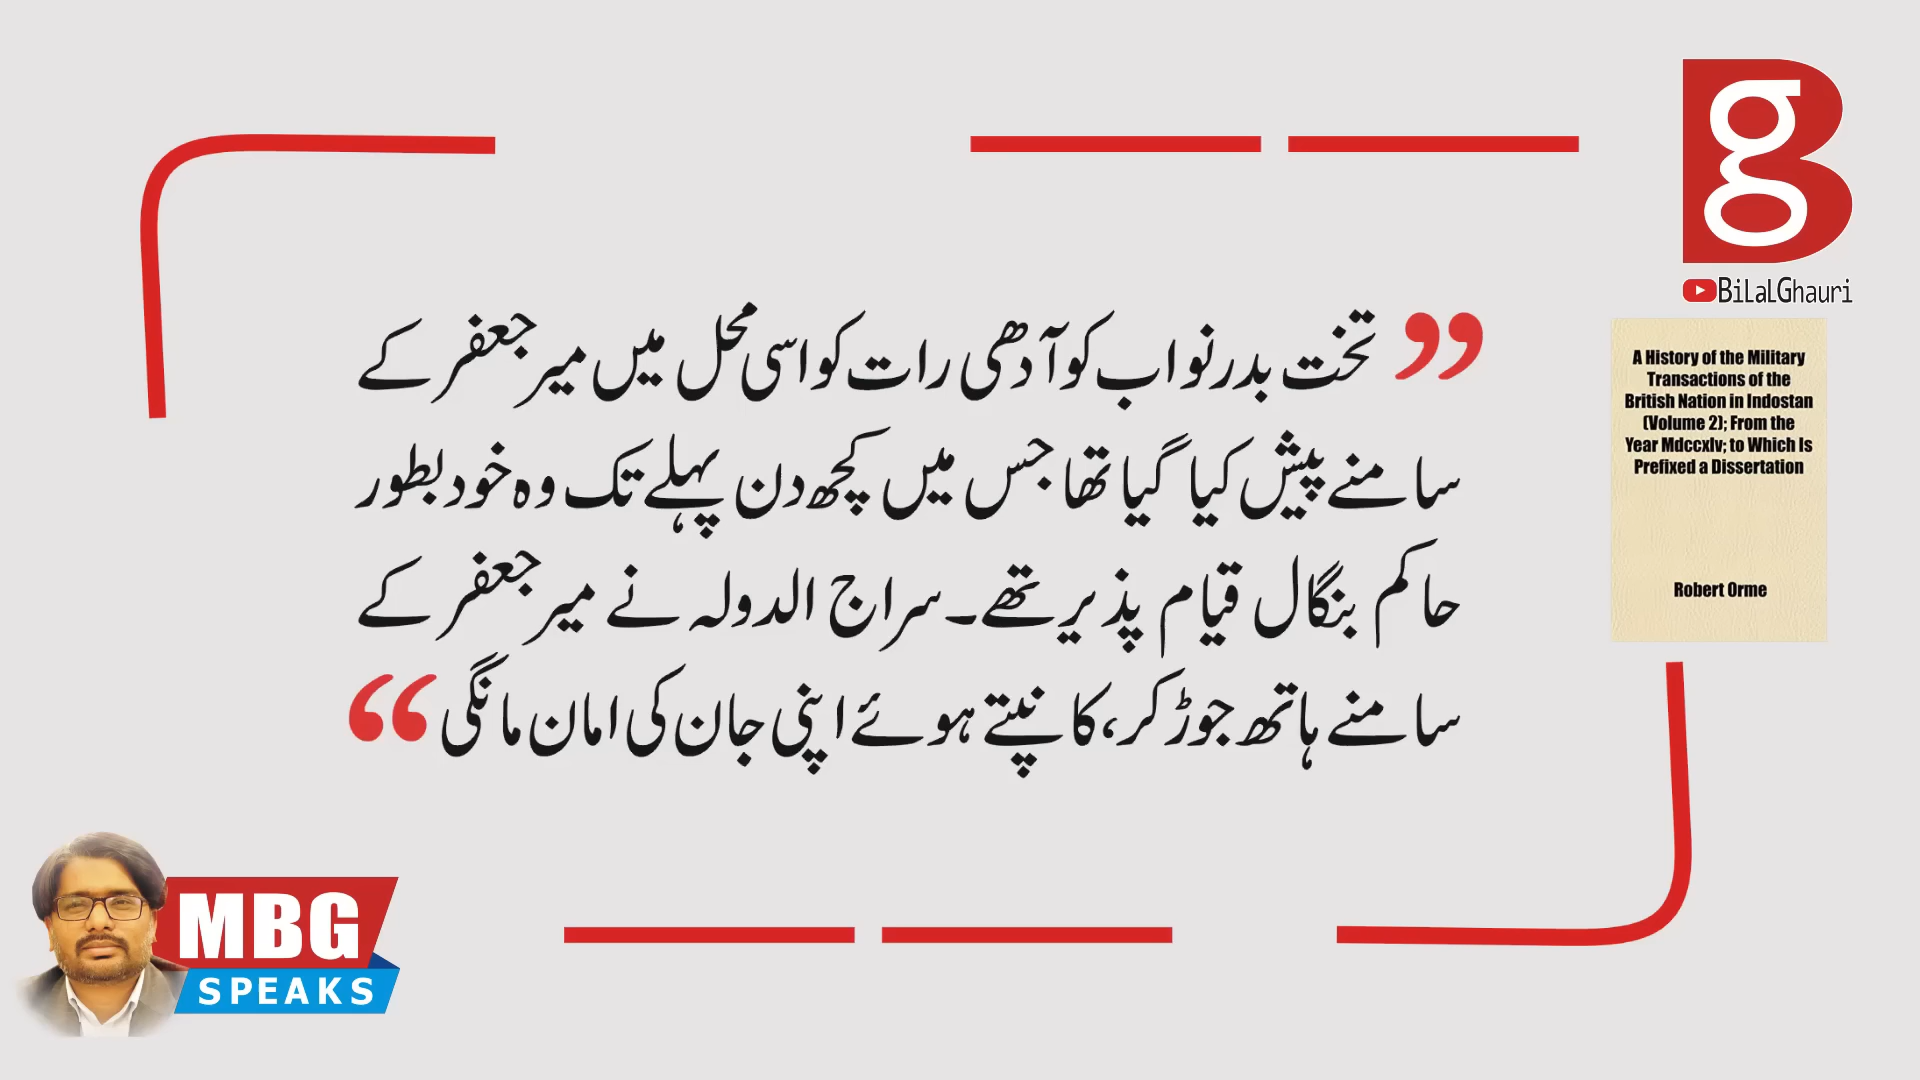 Bg
BiLaLGhauri
”تخت بدر نواب کو آدھی رات کو اسی محل میں میر جعفر کے
سامنے پیش کیا گیا تھا جس میں کچھ دن پہلے تک وہ خود بطور
حاکم بنگال قیام پذیر تھے۔ سراج الدولہ نے میر جعفر کے
سامنے ہاتھ جوڑ کر، کانپتے ہوئے اپنی جان کی امان مانگی“
A History of the Military
Transactions of the
British Nation in Indostan
(Volume 2); From the
Year Mdccxlv; to Which Is
Prefixed a Dissertation
Robert Orme
MBG
SPEAKS